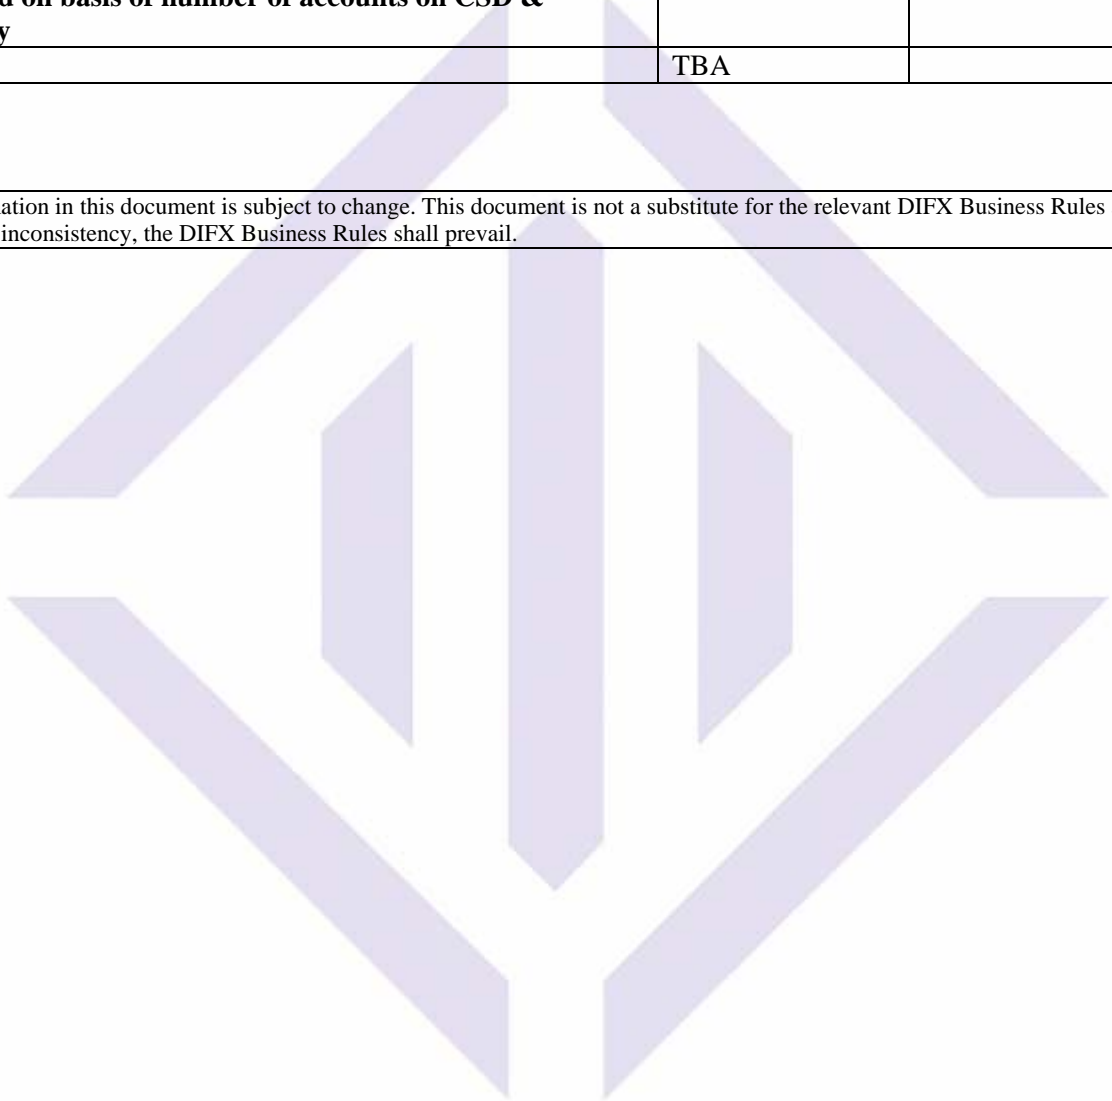 on basis of number of accounts on CSD &
TBA
in this document is subject to change. This document is not a substitute for the relevant DIFX Business Rules
inconsistency, the DIFX Business Rules shall prevail.